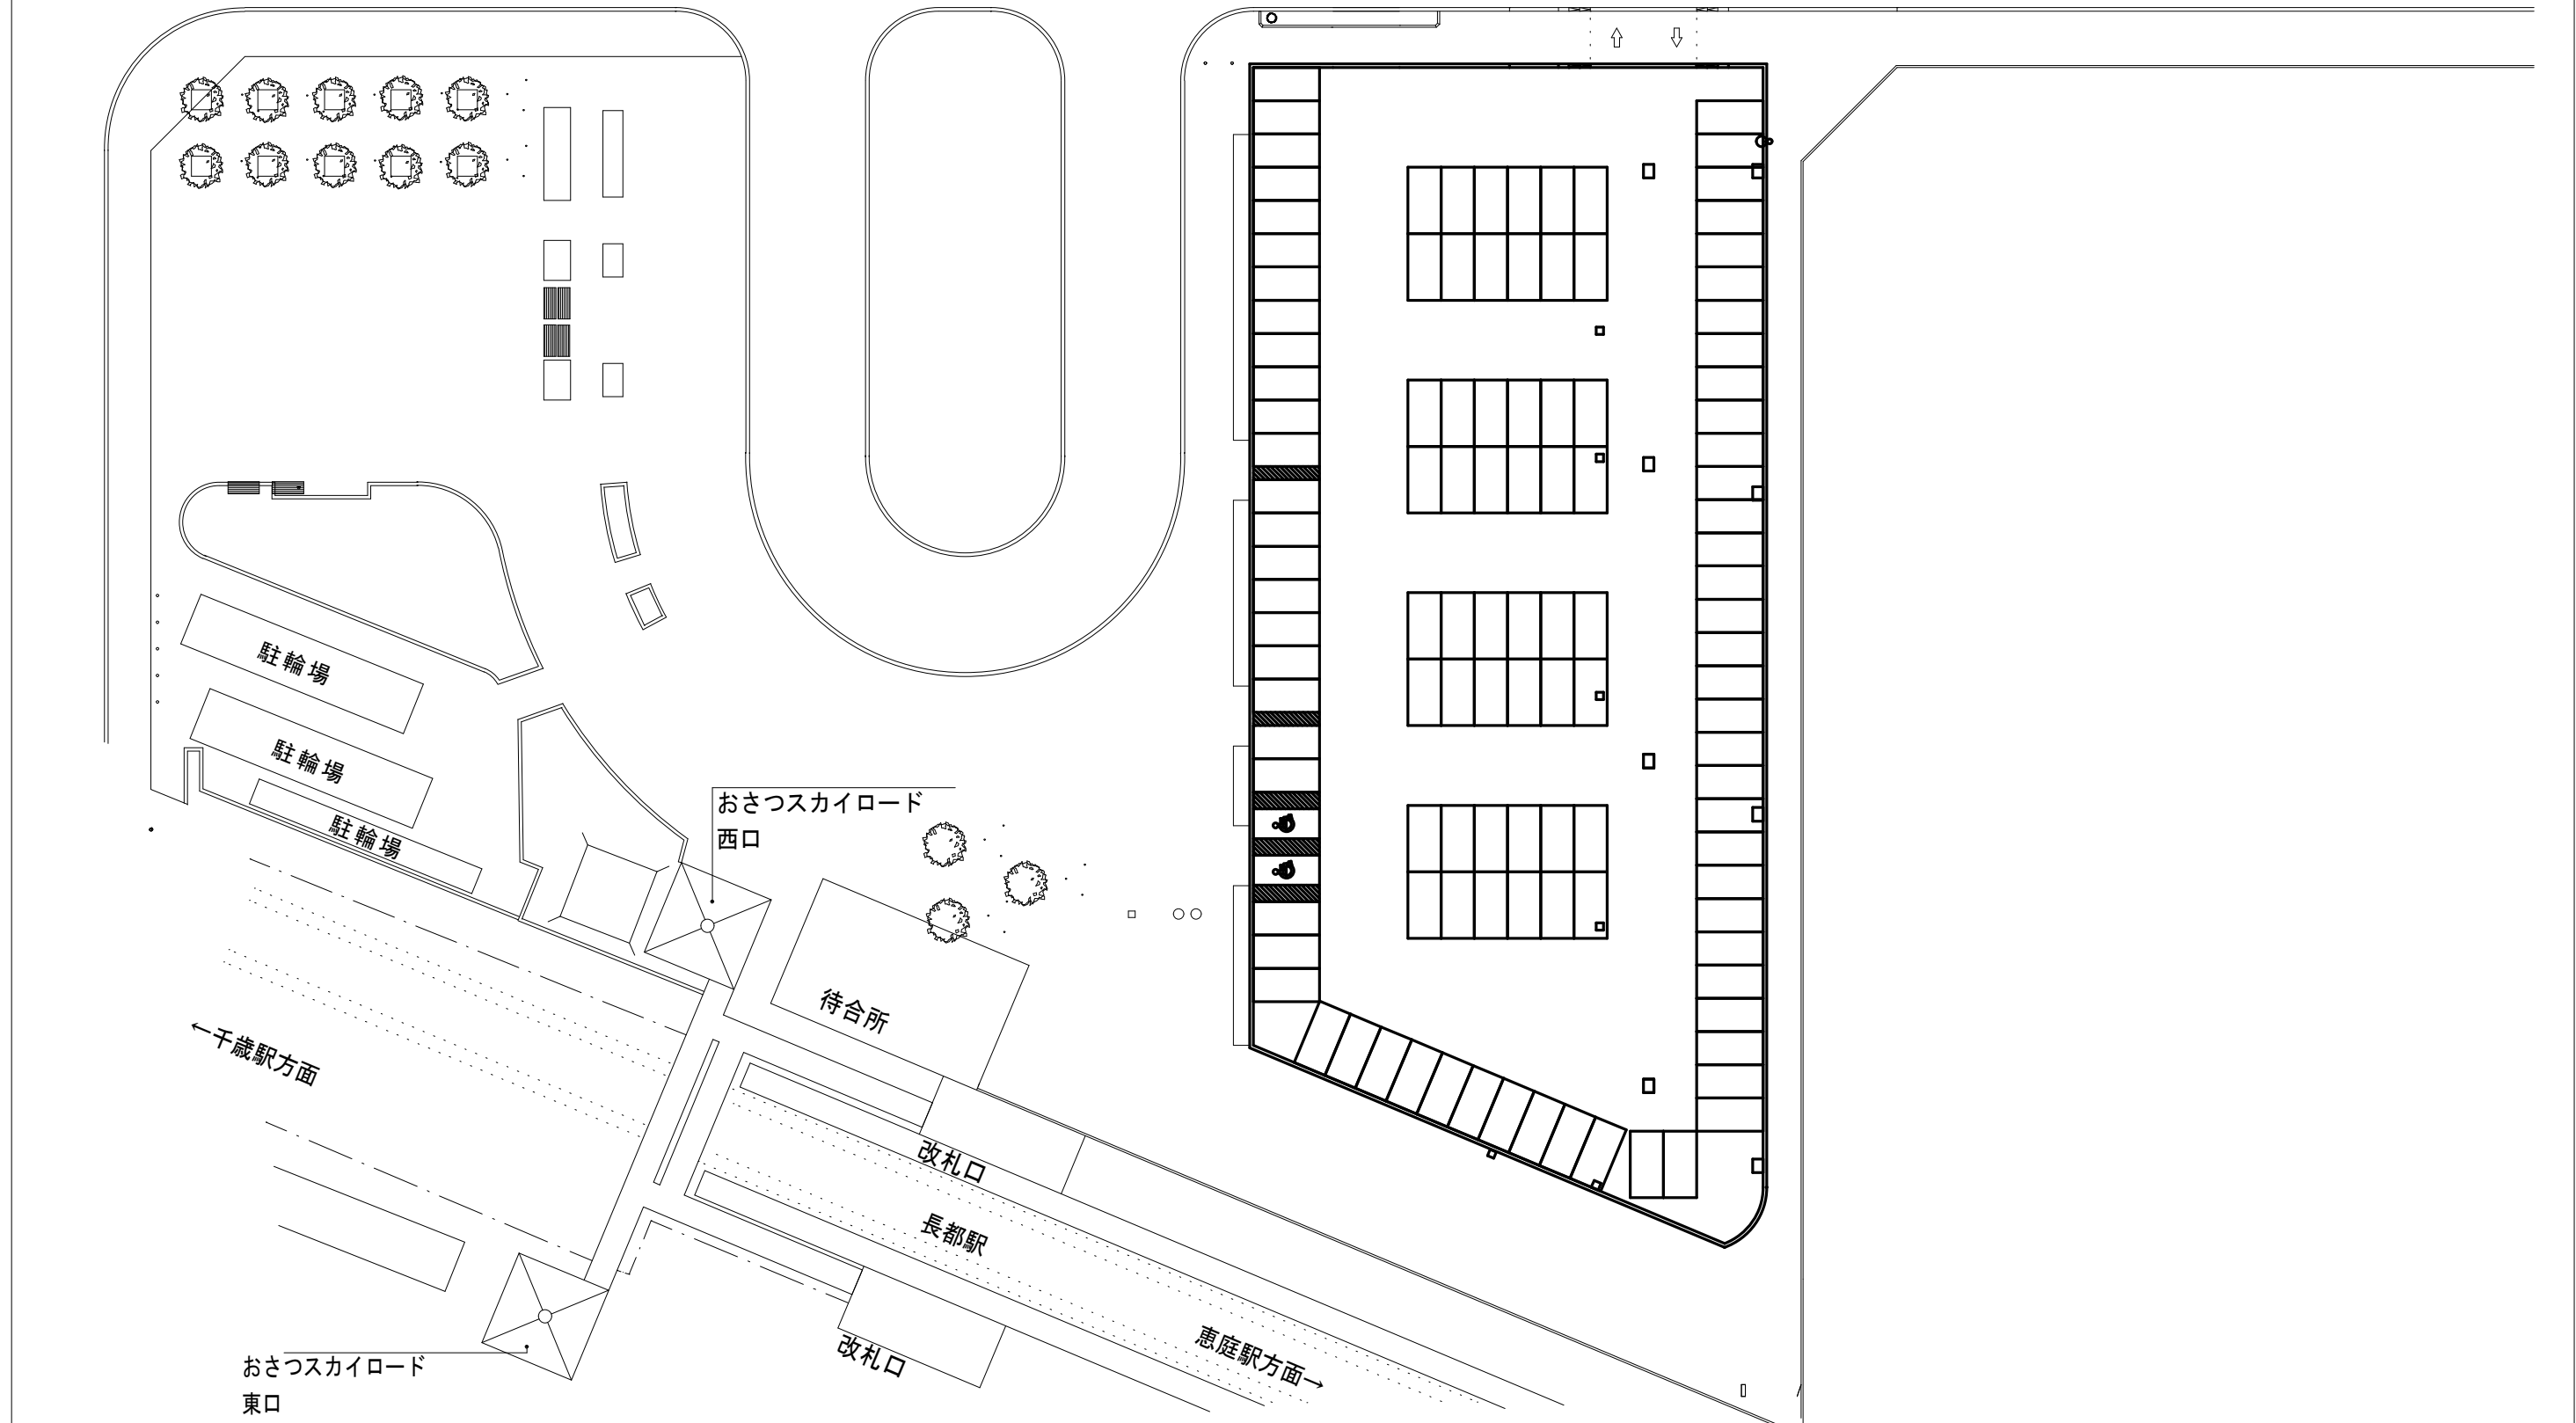 駐輪場
駐輪場
駐輪場
おさつスカイロード
西口
待合所
←千歳駅方面
改札口
長都駅
恵庭駅方面→
改札口
おさつスカイロード
東口